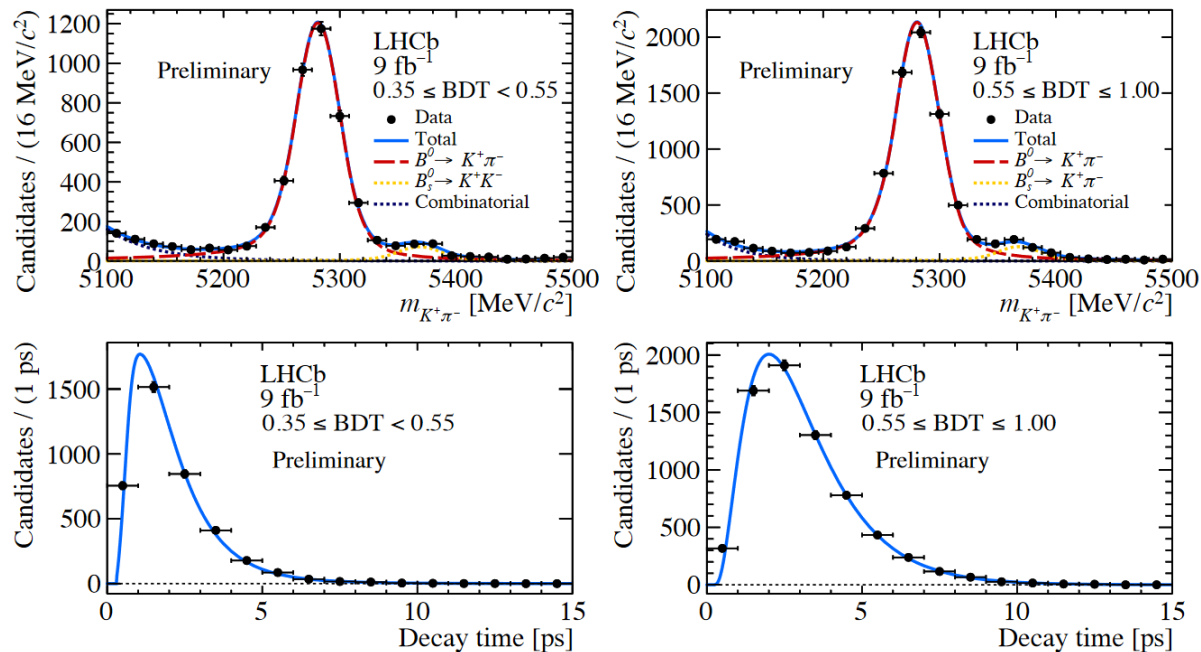 Candidates / (16 MeV/c²)
1200
1000
800
600
400
200
0
LHCb
Preliminary
9 fb⁻¹
0.35 ≤ BDT < 0.55
Data
Total
B⁰ → K⁺π⁻
B⁰ₛ → K⁺K⁻
Combinatorial
5100 5200 5300 5400 5500
m_K⁺π⁻ [MeV/c²]
Candidates / (16 MeV/c²)
2000
1500
1000
500
0
LHCb
Preliminary
9 fb⁻¹
0.55 ≤ BDT ≤ 1.00
Data
Total
B⁰ → K⁺π⁻
B⁰ₛ → K⁺π⁻
Combinatorial
5100 5200 5300 5400 5500
m_K⁺π⁻ [MeV/c²]
Candidates / (1 ps)
1500
1000
500
0
LHCb
9 fb⁻¹
0.35 ≤ BDT < 0.55
Preliminary
0 5 10 15
Decay time [ps]
Candidates / (1 ps)
2000
1500
1000
500
0
LHCb
9 fb⁻¹
0.55 ≤ BDT ≤ 1.00
Preliminary
0 5 10 15
Decay time [ps]